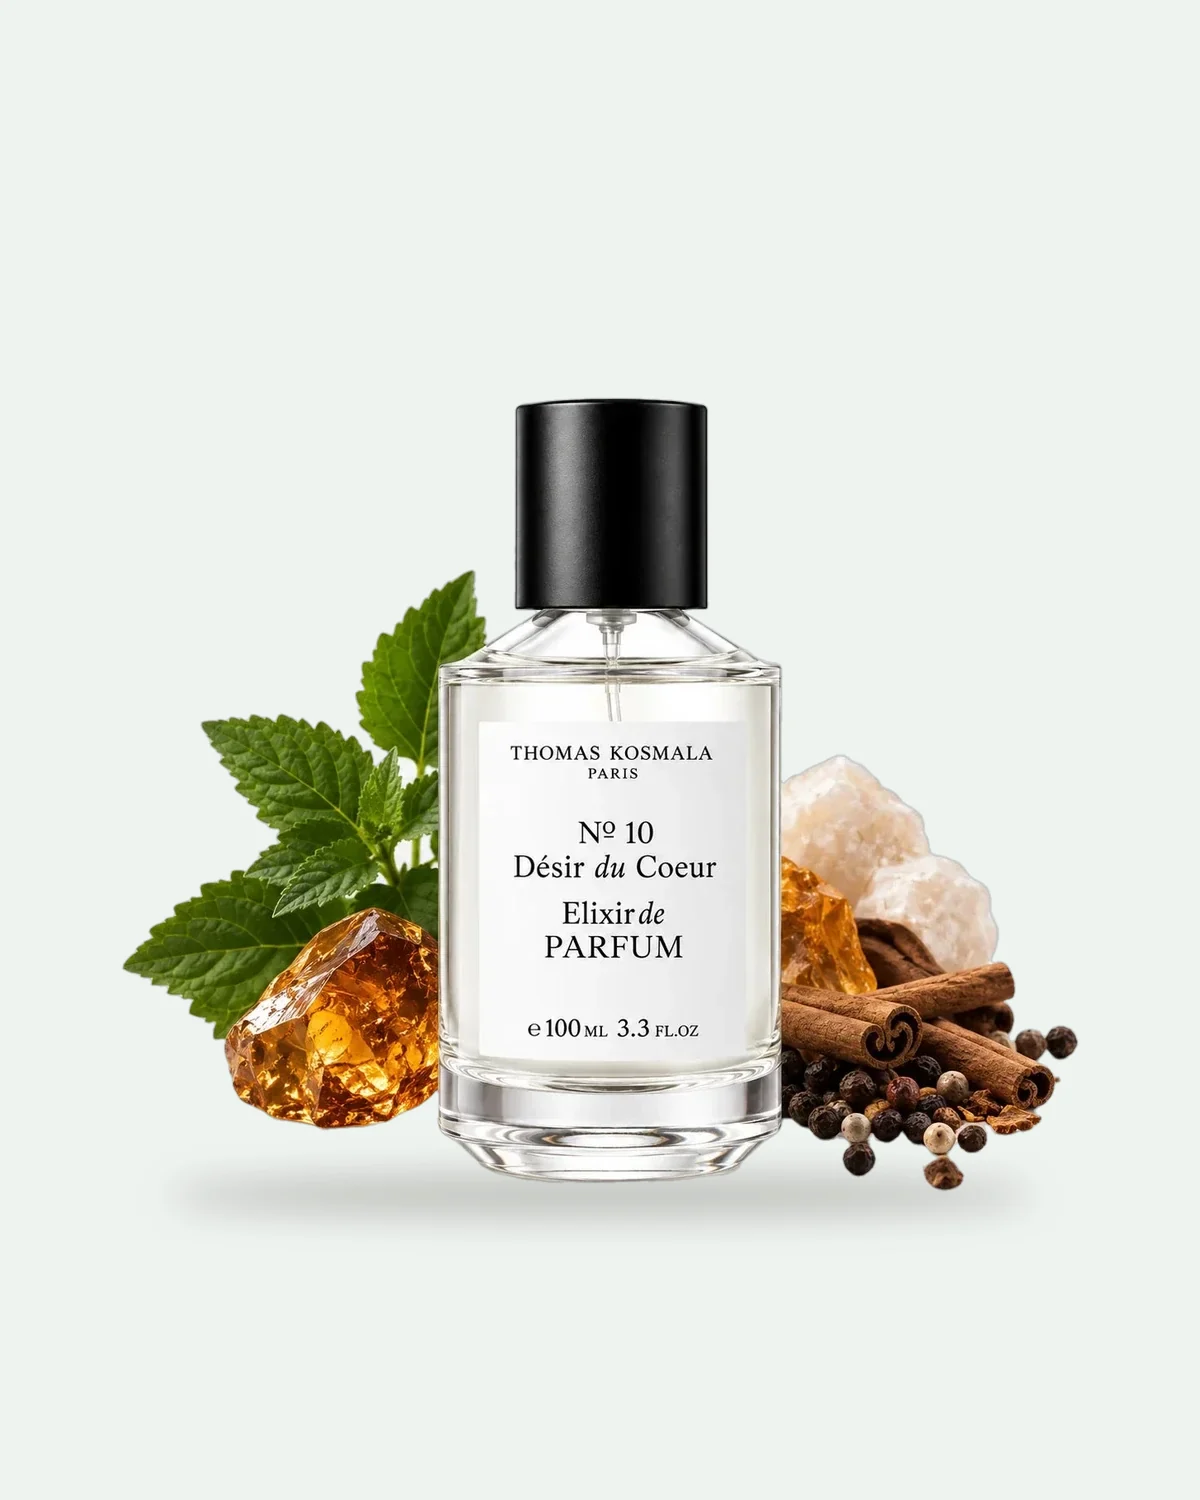 THOMAS KOSMALA
PARIS
Nº 10
Désir du Coeur
Elixir de
PARFUM
℮ 100 ML 3.3 FL.OZ